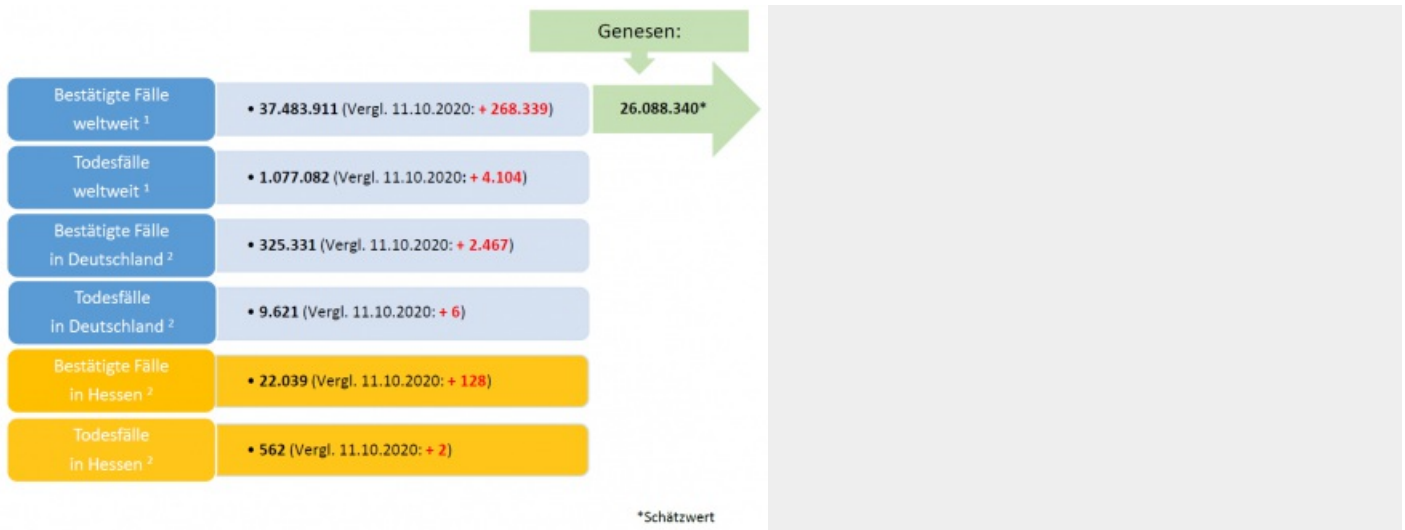 Genesen:
Bestätigte Fälle
weltweit ¹
• 37.483.911 (Vergl. 11.10.2020: + 268.339)
26.088.340*
Todesfälle
weltweit ¹
• 1.077.082 (Vergl. 11.10.2020: + 4.104)
Bestätigte Fälle
in Deutschland ²
• 325.331 (Vergl. 11.10.2020: + 2.467)
Todesfälle
in Deutschland ²
• 9.621 (Vergl. 11.10.2020: + 6)
Bestätigte Fälle
in Hessen ²
• 22.039 (Vergl. 11.10.2020: + 128)
Todesfälle
in Hessen ²
• 562 (Vergl. 11.10.2020: + 2)
*Schätzwert